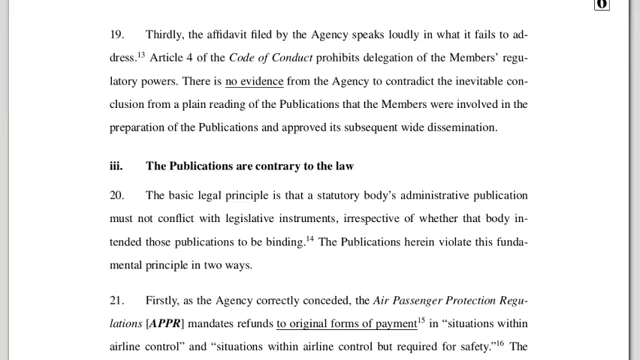 6
19. Thirdly, the affidavit filed by the Agency speaks loudly in what it fails to ad-
dress.13 Article 4 of the Code of Conduct prohibits delegation of the Members’ regu-
latory powers. There is no evidence from the Agency to contradict the inevitable con-
clusion from a plain reading of the Publications that the Members were involved in the
preparation of the Publications and approved its subsequent wide dissemination.
iii. The Publications are contrary to the law
20. The basic legal principle is that a statutory body’s administrative publication
must not conflict with legislative instruments, irrespective of whether that body in-
tended those publications to be binding.14 The Publications herein violate this funda-
mental principle in two ways.
21. Firstly, as the Agency correctly conceded, the Air Passenger Protection Regu-
lations [APPR] mandates refunds to original forms of payment15 in “situations within
airline control” and “situations within airline control but required for safety.”16 The